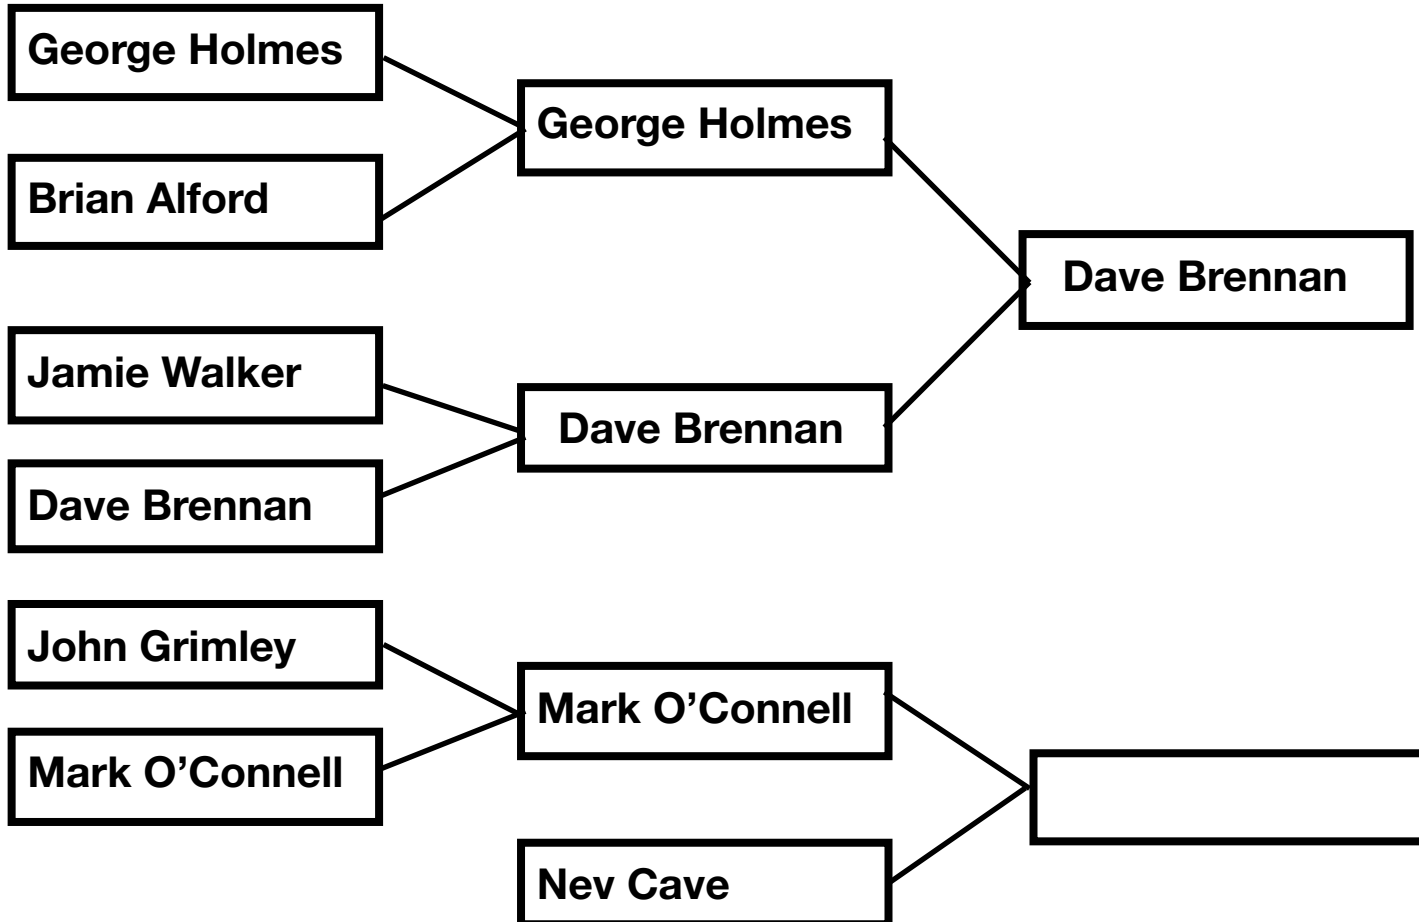 George Holmes
Brian Alford
Jamie Walker
Dave Brennan
John Grimley
Mark O’Connell
George Holmes
Dave Brennan
Mark O’Connell
Nev Cave
Dave Brennan